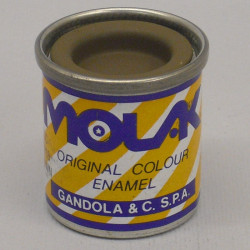 MOLAK
ORIGINAL COLOUR
ENAMEL
GANDOLA & C. S.P.A.